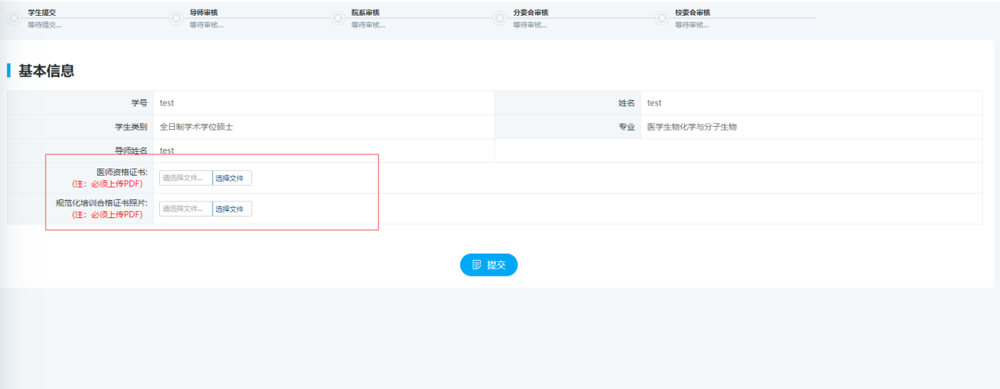 学生提交
等待提交...
导师审核
等待审核...
院系审核
等待审核...
分委会审核
等待审核...
校委会审核
等待审核...
基本信息
学号 test 姓名 test
学生类别 全日制学术学位硕士 专业 医学生物化学与分子生物
导师姓名 test
医师资格证书:
(注：必须上传PDF) 请选择文件... 选择文件
规范化培训合格证书照片:
(注：必须上传PDF) 请选择文件... 选择文件
提交